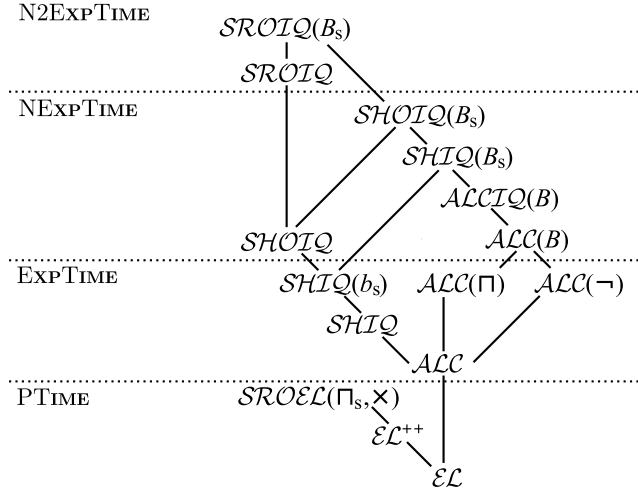 N2EXPTIME
𝒮ℛ𝒪ℐ𝒬(Bₛ)
𝒮ℛ𝒪ℐ𝒬
NEXPTIME
𝒮ℋ𝒪ℐ𝒬(Bₛ)
𝒮ℋℐ𝒬(Bₛ)
𝒜ℒ𝒞ℐ𝒬(B)
𝒮ℋ𝒪ℐ𝒬 𝒜ℒ𝒞(B)
EXPTIME
𝒮ℋℐ𝒬(bₛ) 𝒜ℒ𝒞(⊓) 𝒜ℒ𝒞(¬)
𝒮ℋℐ𝒬
𝒜ℒ𝒞
PTIME
𝒮ℛ𝒪ℰℒ(⊓ₛ,×)
ℰℒ⁺⁺
ℰℒ